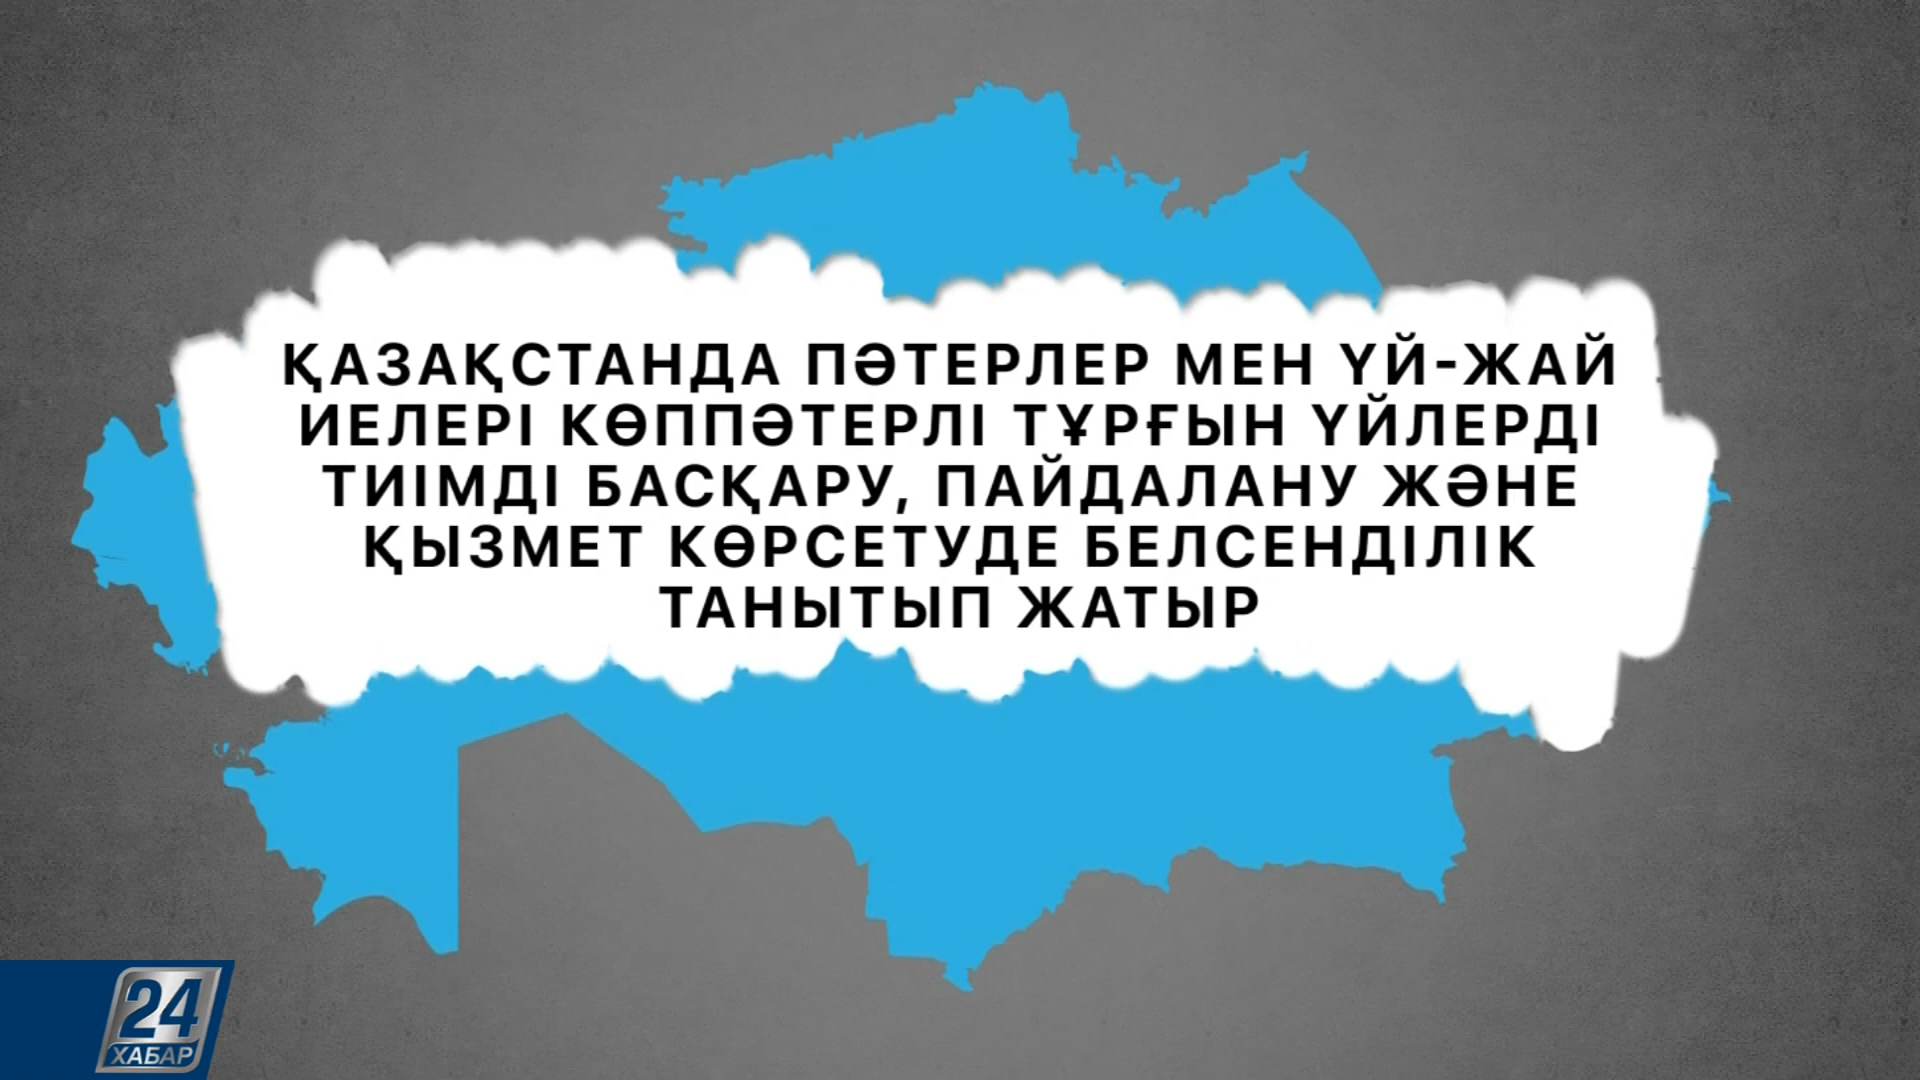 ҚАЗАҚСТАНДА ПӘТЕРЛЕР МЕН ҮЙ-ЖАЙ
ИЕЛЕРІ КӨППӘТЕРЛІ ТҰРҒЫН ҮЙЛЕРДІ
ТИІМДІ БАСҚАРУ, ПАЙДАЛАНУ ЖӘНЕ
ҚЫЗМЕТ КӨРСЕТУДЕ БЕЛСЕНДІЛІК
ТАНЫТЫП ЖАТЫР
24
ХАБАР